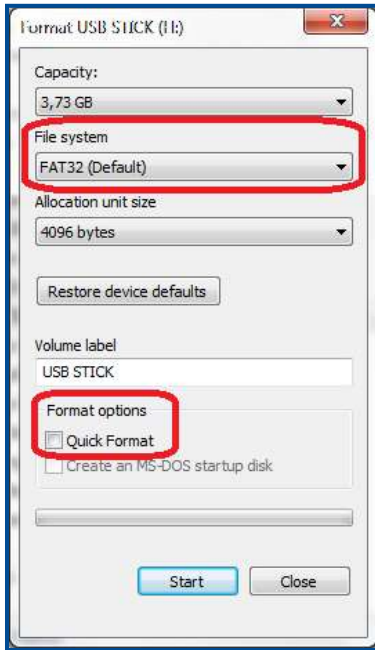 Format USB STICK (H:)
Capacity:
3,73 GB
File system
FAT32 (Default)
Allocation unit size
4096 bytes
Restore device defaults
Volume label
USB STICK
Format options
Quick Format
Create an MS-DOS startup disk
Start
Close